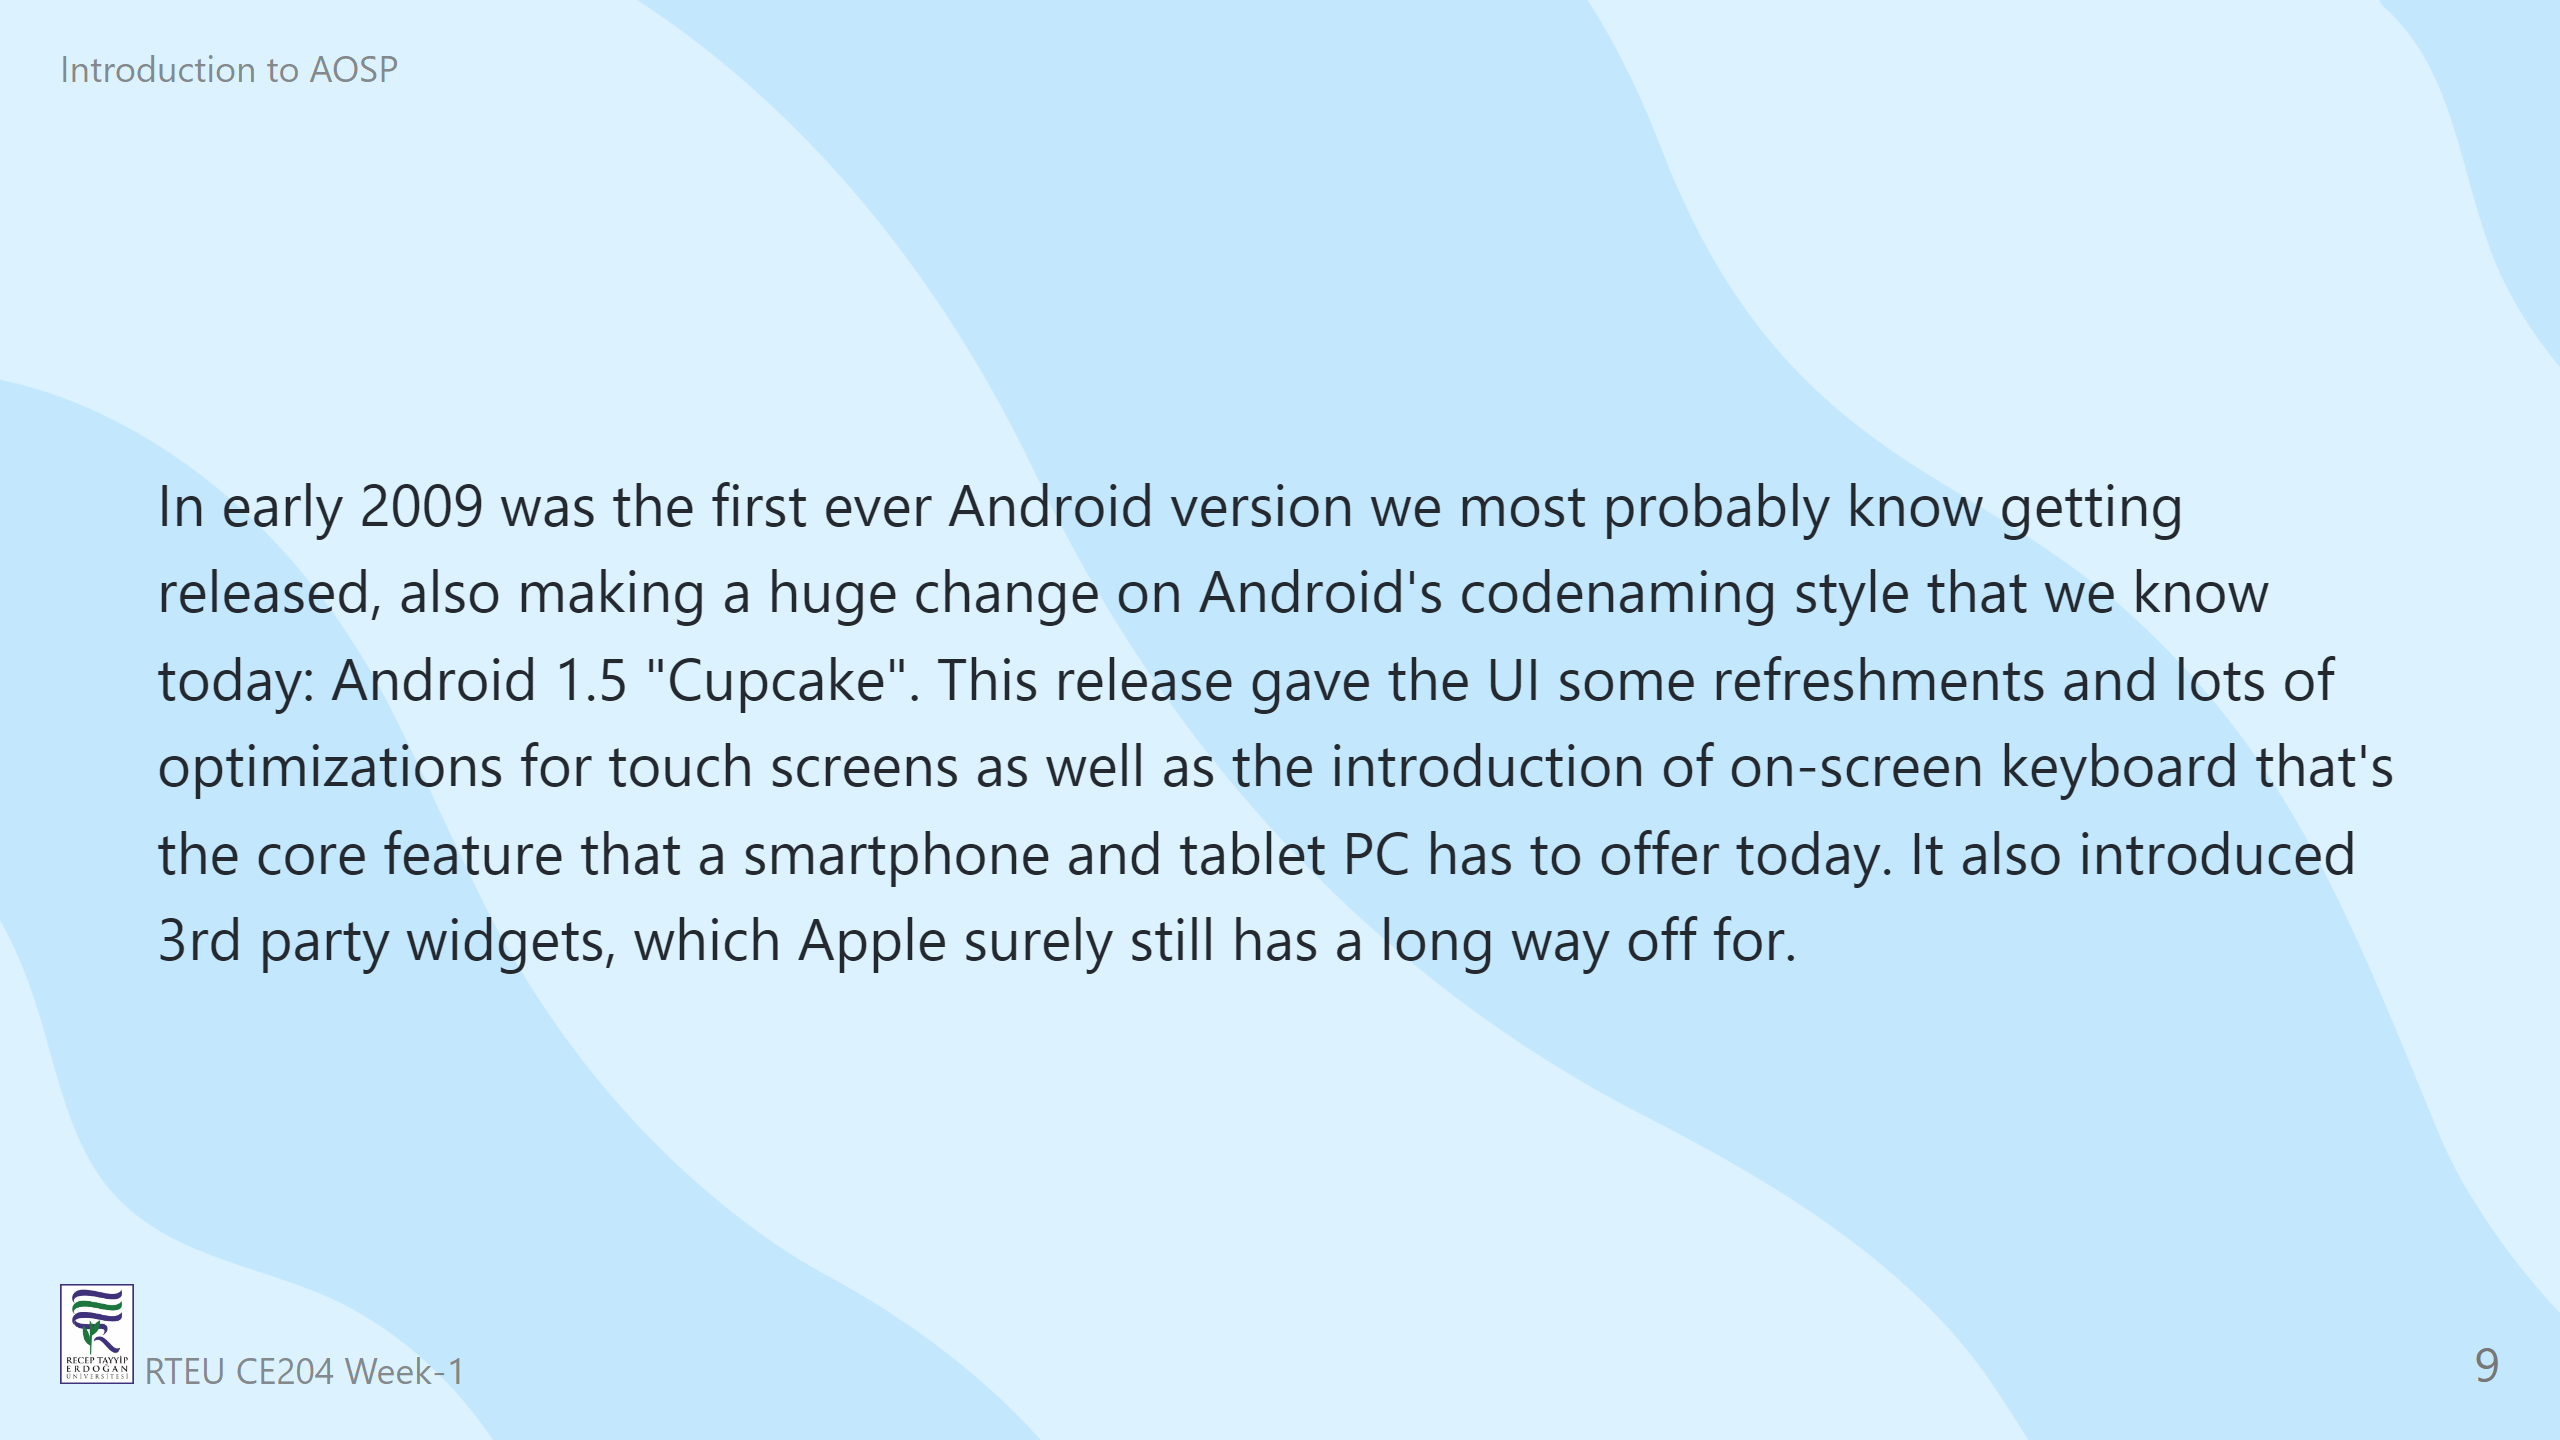 Introduction to AOSP
In early 2009 was the first ever Android version we most probably know getting
released, also making a huge change on Android's codenaming style that we know
today: Android 1.5 "Cupcake". This release gave the UI some refreshments and lots of
optimizations for touch screens as well as the introduction of on-screen keyboard that's
the core feature that a smartphone and tablet PC has to offer today. It also introduced
3rd party widgets, which Apple surely still has a long way off for.
RECEP TAYYİP
ERDOĞAN
ÜNİVERSİTESİ
RTEU CE204 Week-1
9